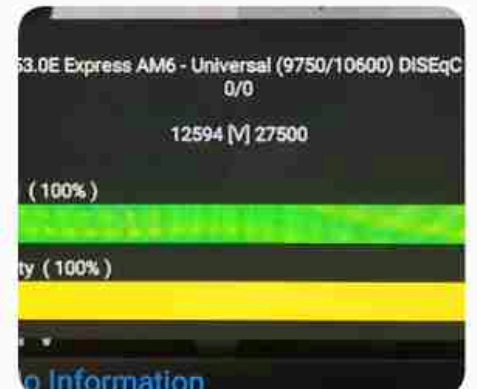 53.0E Express AM6 - Universal (9750/10600) DISEqC
0/0
12594 [V] 27500
(100%)
ty (100%)
o Information